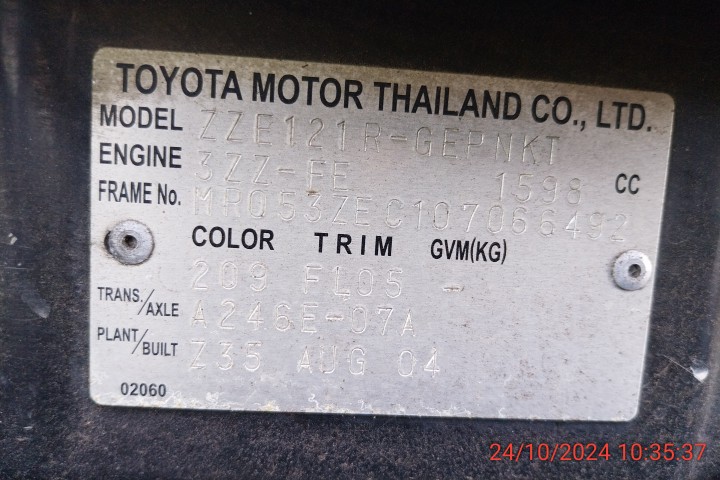 TOYOTA MOTOR THAILAND CO., LTD.
MODEL ZZE121R-GEPNKT
ENGINE 3ZZ-FE 1598 CC
FRAME No. MR053ZEC107066492
COLOR TRIM GVM(KG)
209 FL05 -
TRANS./AXLE A246E-07A
PLANT/BUILT Z35 AUG 04
02060
24/10/2024 10:35:37